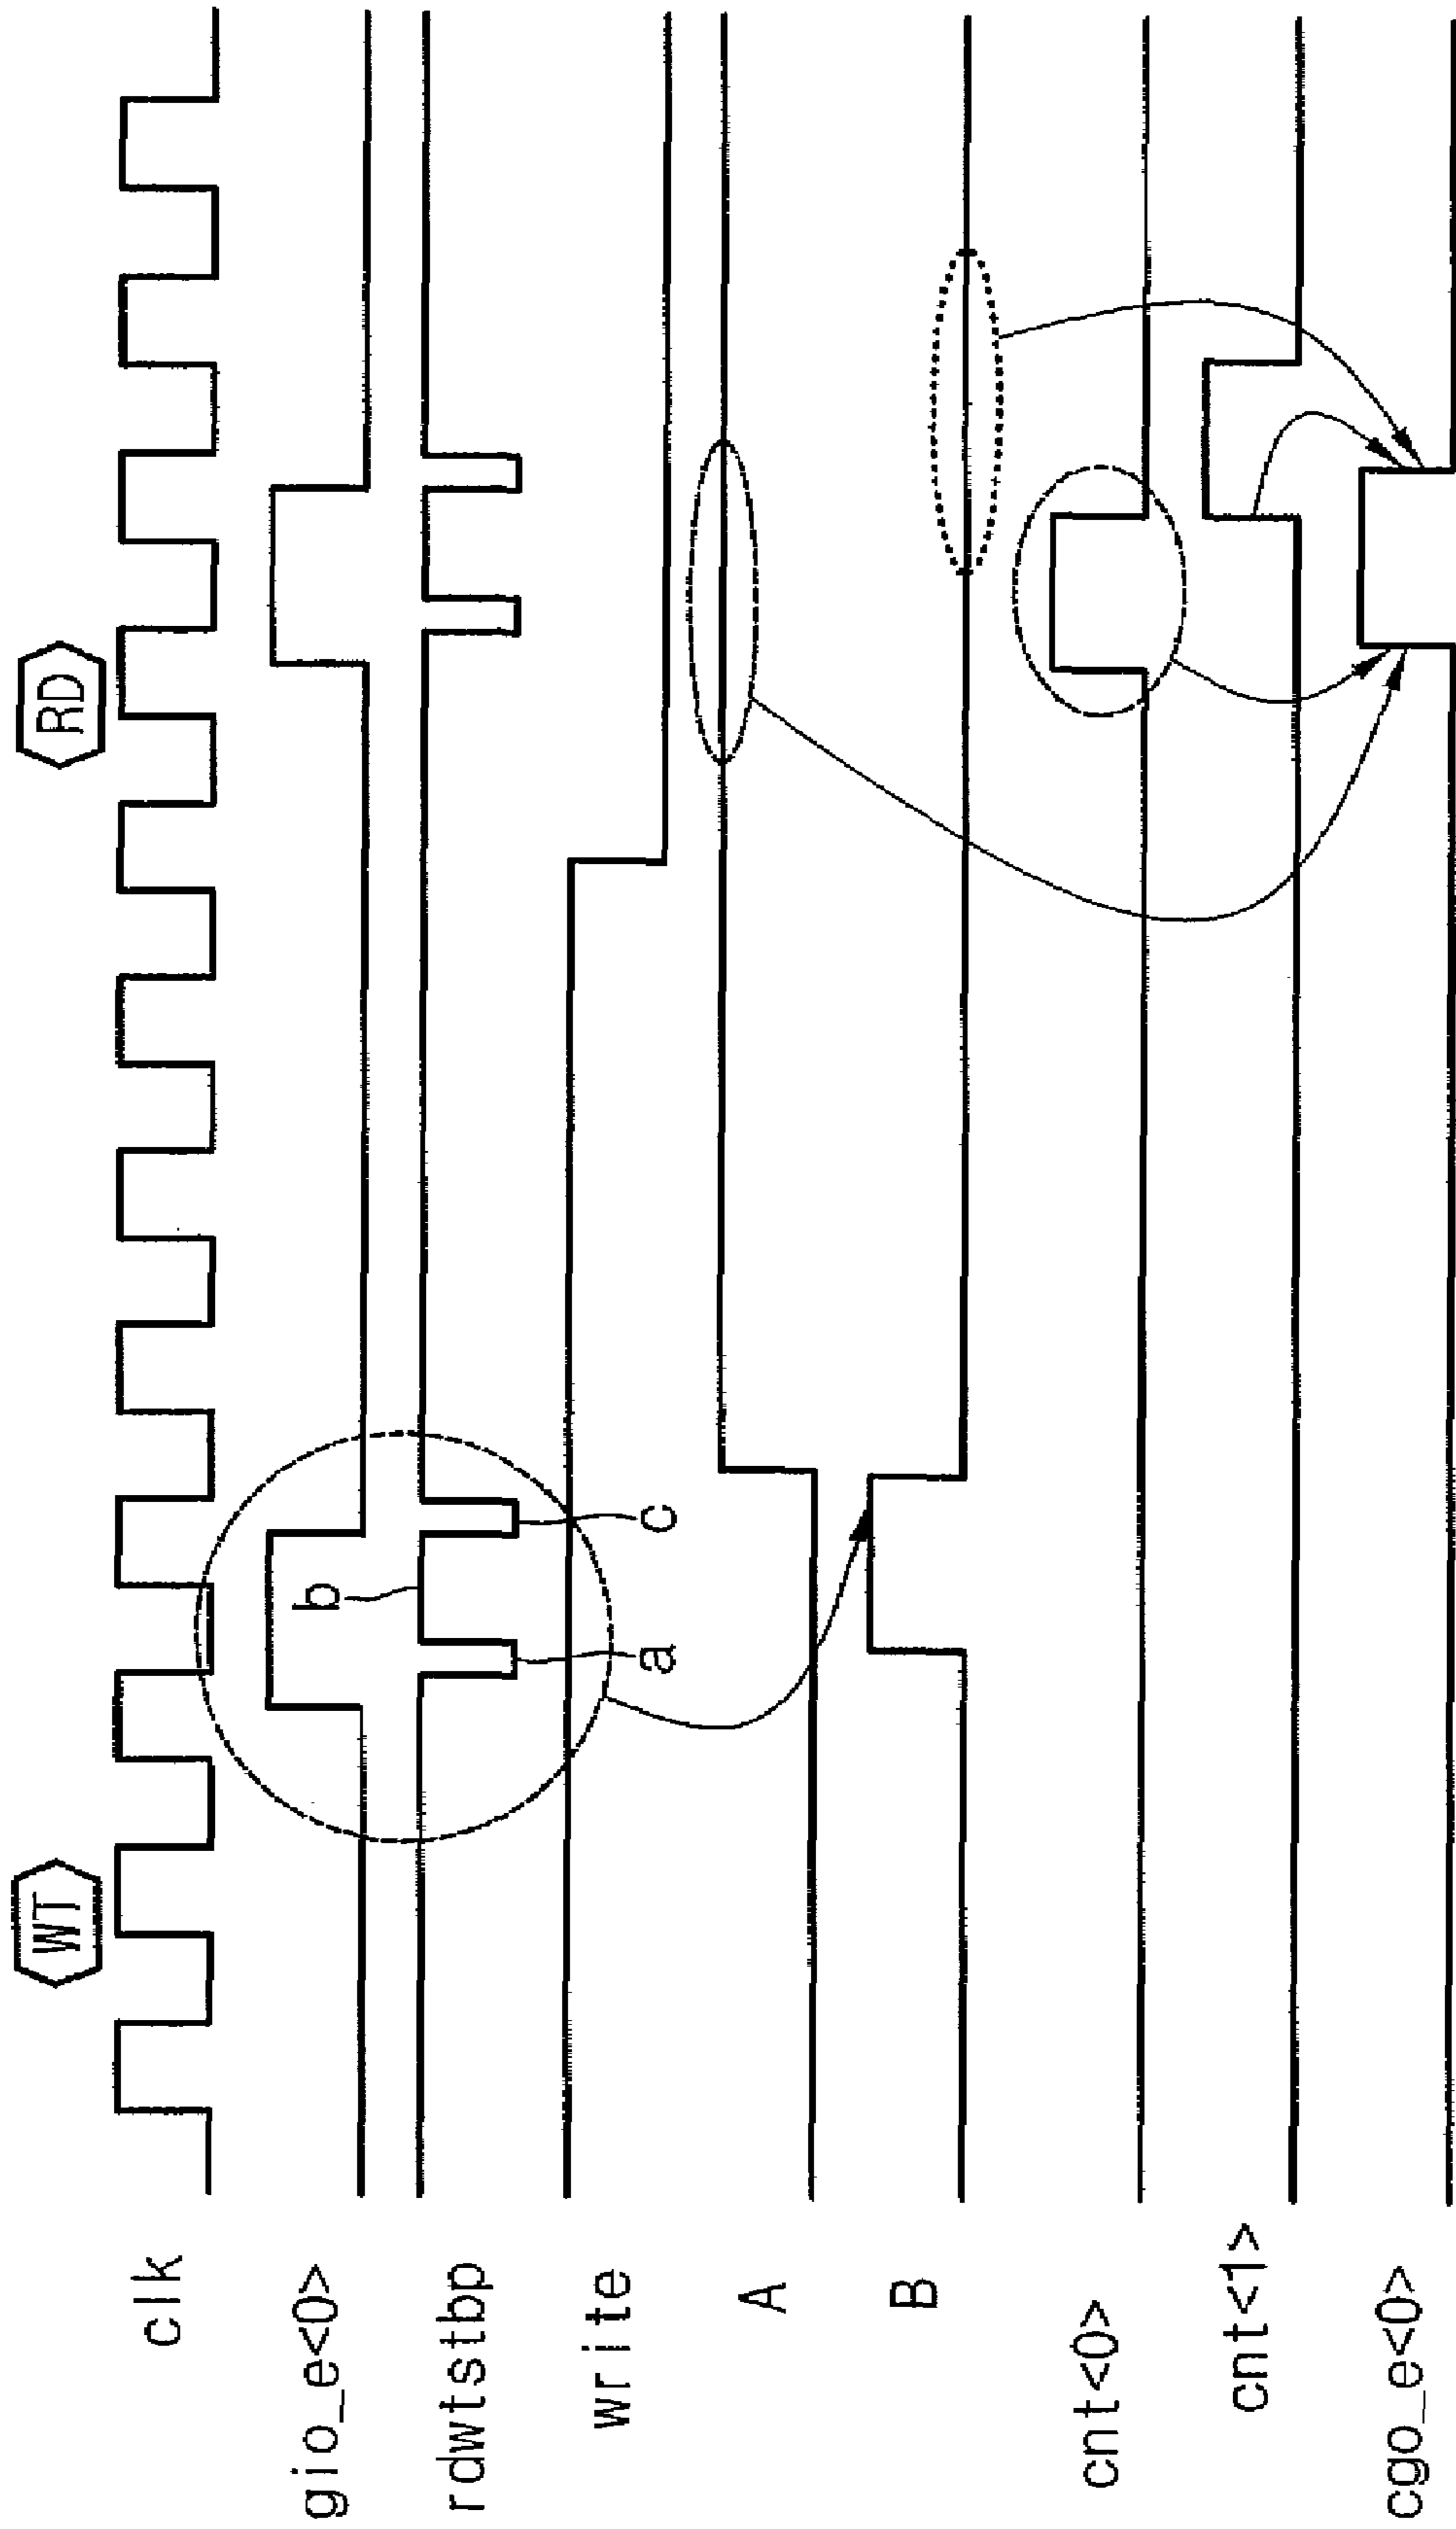 WT
RD
clk
gio_e<0>
rdwtstbp
b
a
c
write
A
B
cnt<0>
cnt<1>
cgo_e<0>